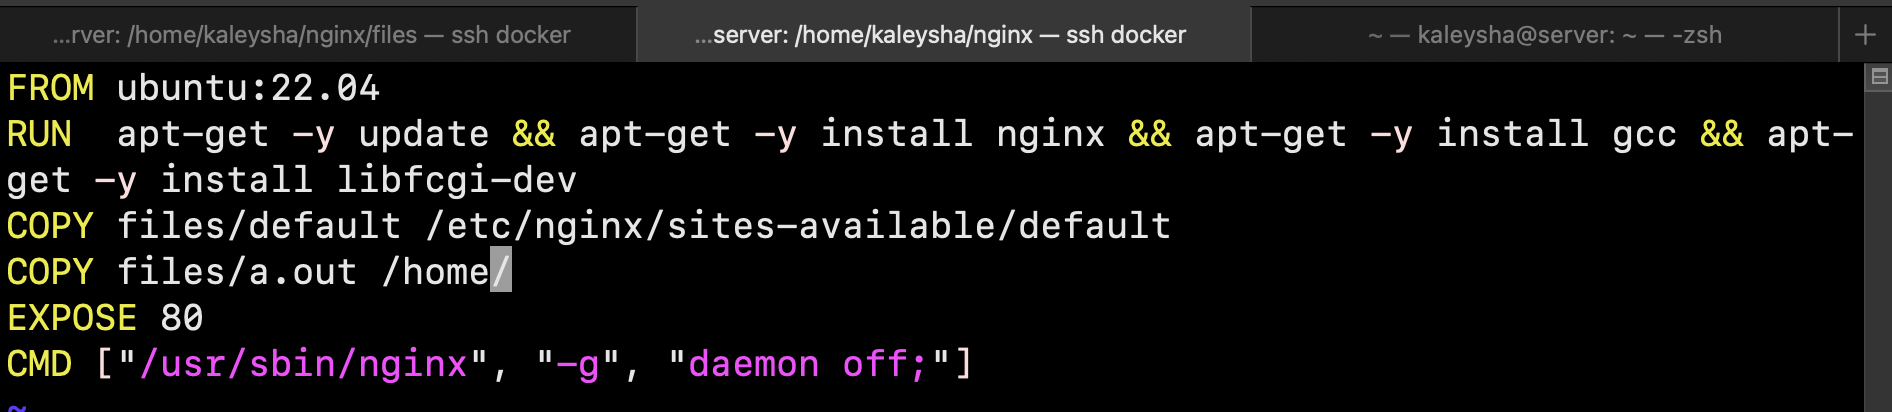 ...rver: /home/kaleysha/nginx/files — ssh docker
...server: /home/kaleysha/nginx — ssh docker
~ — kaleysha@server: ~ — -zsh
+
FROM ubuntu:22.04
RUN  apt-get -y update && apt-get -y install nginx && apt-get -y install gcc && apt-
get -y install libfcgi-dev
COPY files/default /etc/nginx/sites-available/default
COPY files/a.out /home/
EXPOSE 80
CMD ["/usr/sbin/nginx", "-g", "daemon off;"]
~